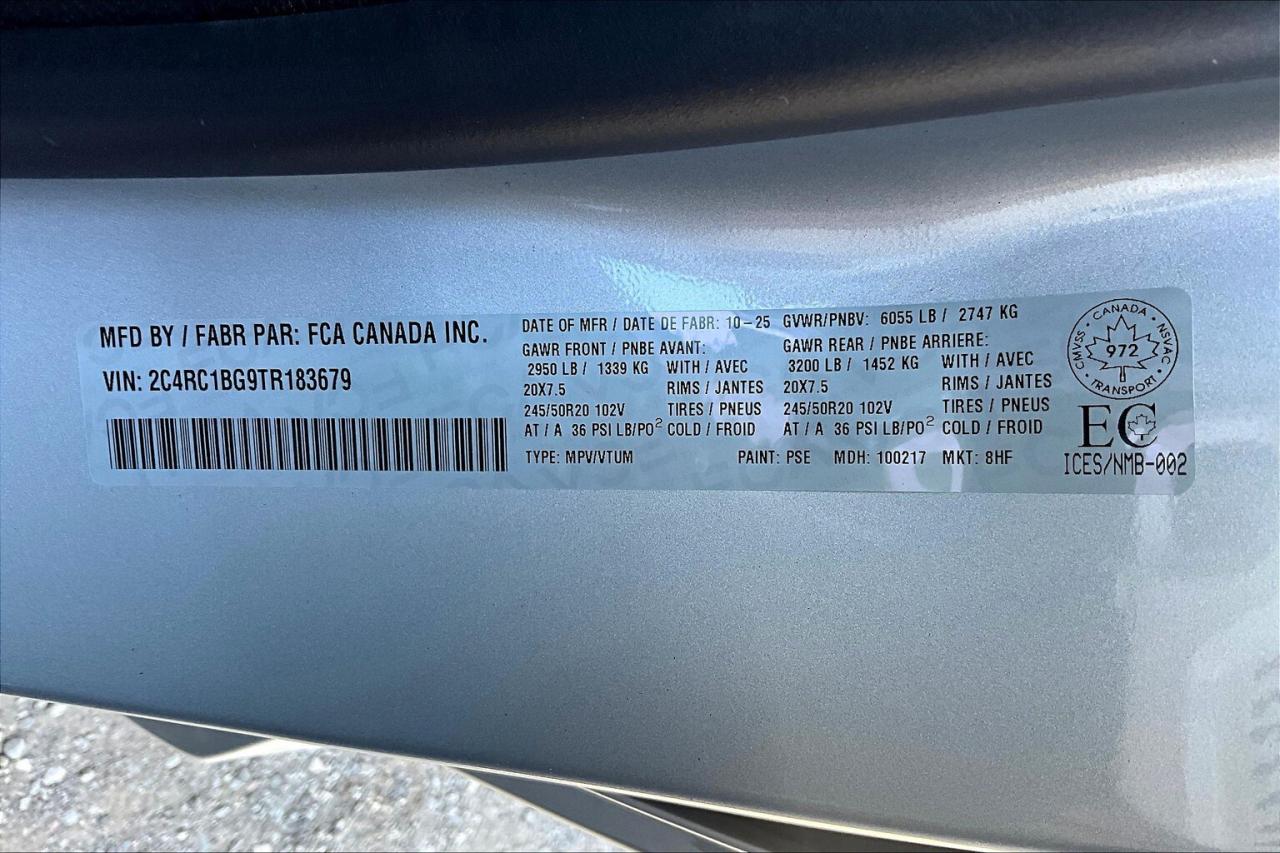 MFD BY / FABR PAR: FCA CANADA INC.
VIN: 2C4RC1BG9TR183679
DATE OF MFR / DATE DE FABR: 10-25 GVWR/PNBV: 6055 LB / 2747 KG
GAWR FRONT / PNBE AVANT: GAWR REAR / PNBE ARRIERE:
2950 LB / 1339 KG WITH / AVEC 3200 LB / 1452 KG WITH / AVEC
20X7.5 RIMS / JANTES 20X7.5 RIMS / JANTES
245/50R20 102V TIRES / PNEUS 245/50R20 102V TIRES / PNEUS
AT / A 36 PSI LB/PO² COLD / FROID AT / A 36 PSI LB/PO² COLD / FROID
TYPE: MPV/VTUM PAINT: PSE MDH: 100217 MKT: 8HF
CANADA
CMVSS · NSVAC
972
TRANSPORT
EC
ICES/NMB-002